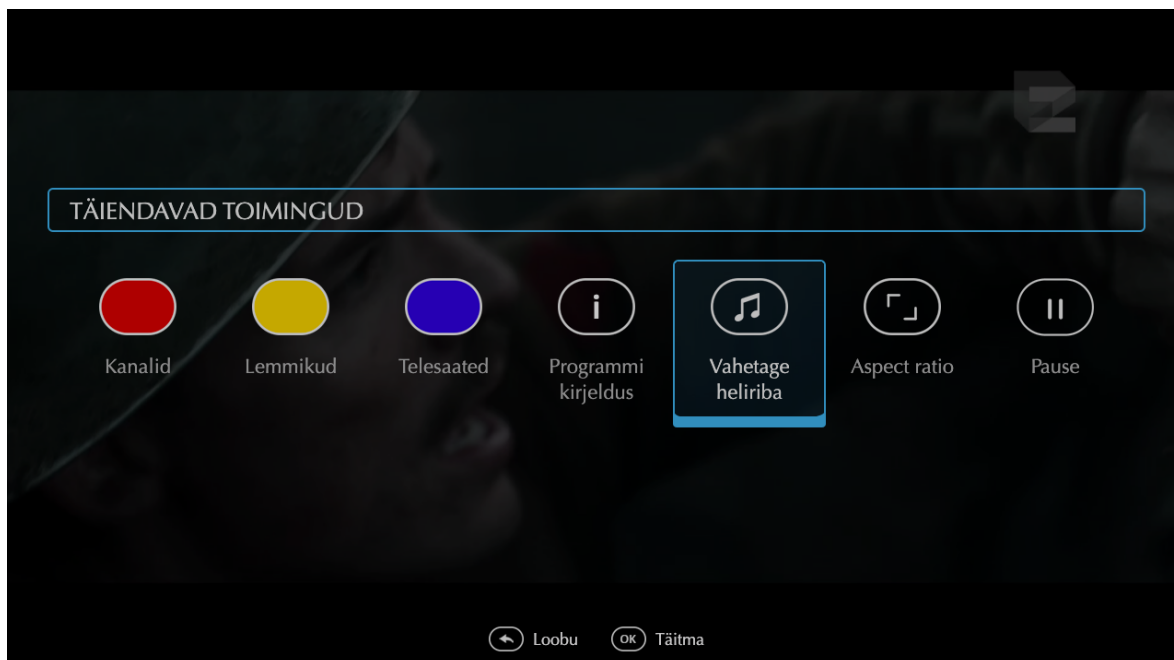 TÄIENDAVAD TOIMINGUD
Kanalid
Lemmikud
Telesaated
i
Programmi
kirjeldus
Vahetage
heliriba
Aspect ratio
Pause
Loobu
OK Täitma